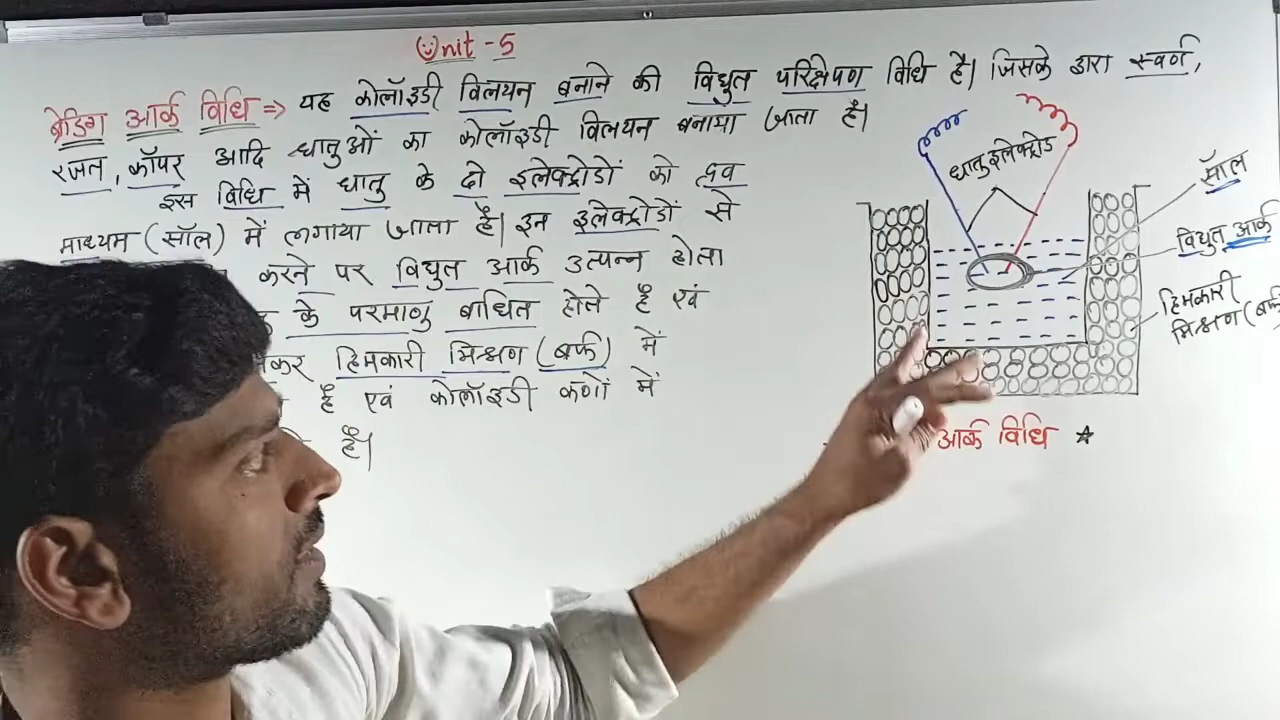 Unit - 5
ब्रेडिग आर्क विधि => यह कोलॉइडी विलयन बनाने की विधुत परिक्षेपण विधि है। जिसके द्वारा स्वर्ण,
रजत, कॉपर आदि धातुओं का कोलॉइडी विलयन बनाया जाता है।
इस विधि में धातु के दो इलेक्ट्रोडों को द्रव
माध्यम (सॉल) में लगाया जाता है। इन इलेक्ट्रोडों से
करने पर विधुत आर्क उत्पन्न होता
के परमाणु बाधित होते है एवं
हिमकारी मिश्रण (बर्फ) में
है एवं कोलॉइडी कणों में
है।
धातु इलेक्ट्रोड
सॉल
विधुत आर्क
हिमकारी
मिश्रण (बर्फ
आर्क विधि ☆